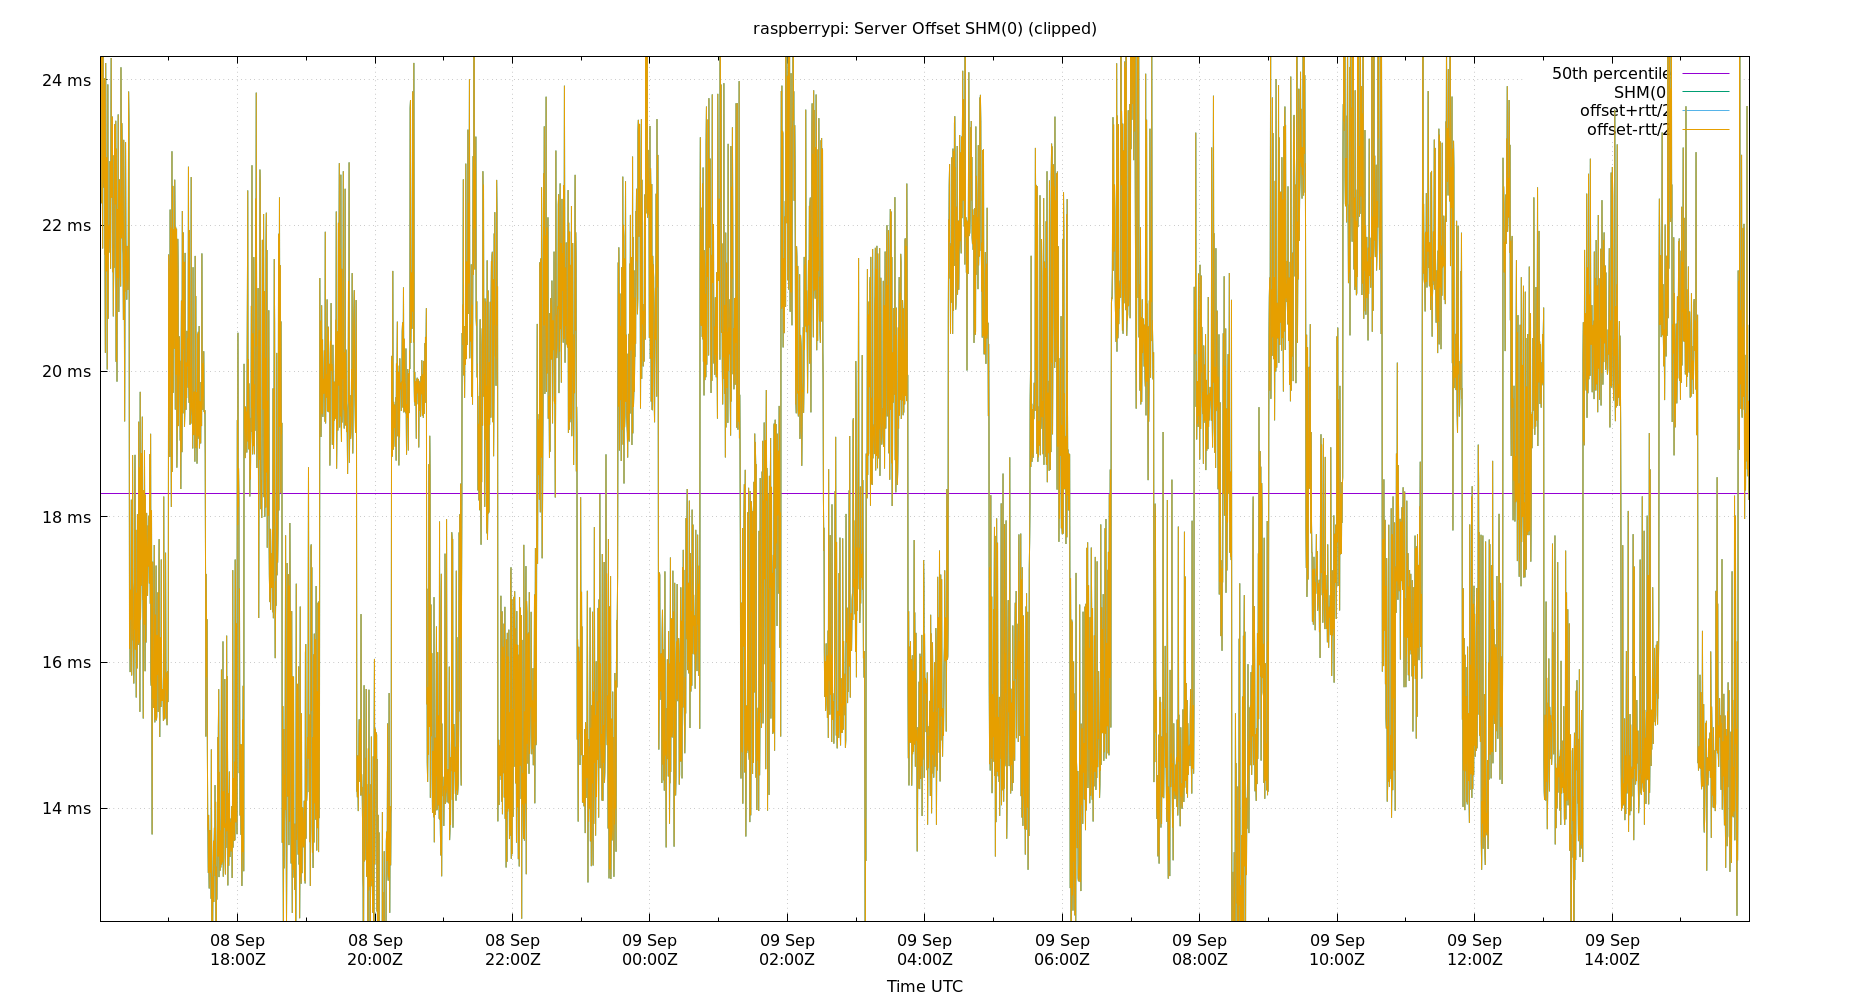 raspberrypi: Server Offset SHM(0) (clipped)
50th percentile
SHM(0)
offset+rtt/2
offset-rtt/2
24 ms
22 ms
20 ms
18 ms
16 ms
14 ms
08 Sep 18:00Z
08 Sep 20:00Z
08 Sep 22:00Z
09 Sep 00:00Z
09 Sep 02:00Z
09 Sep 04:00Z
09 Sep 06:00Z
09 Sep 08:00Z
09 Sep 10:00Z
09 Sep 12:00Z
09 Sep 14:00Z
Time UTC